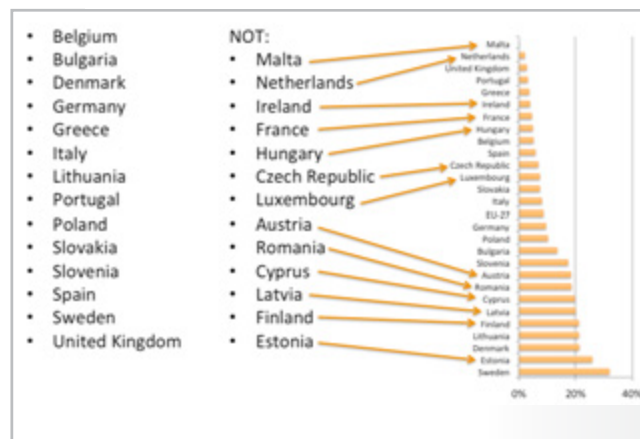 • Belgium
• Bulgaria
• Denmark
• Germany
• Greece
• Italy
• Lithuania
• Portugal
• Poland
• Slovakia
• Slovenia
• Spain
• Sweden
• United Kingdom
NOT:
• Malta
• Netherlands
• Ireland
• France
• Hungary
• Czech Republic
• Luxembourg
• Austria
• Romania
• Cyprus
• Latvia
• Finland
• Estonia
Malta
Netherlands
United Kingdom
Portugal
Greece
Ireland
France
Hungary
Belgium
Spain
Czech Republic
Luxembourg
Slovakia
Italy
EU-27
Germany
Poland
Bulgaria
Slovenia
Austria
Romania
Cyprus
Latvia
Finland
Lithuania
Denmark
Estonia
Sweden
0% 20% 40%